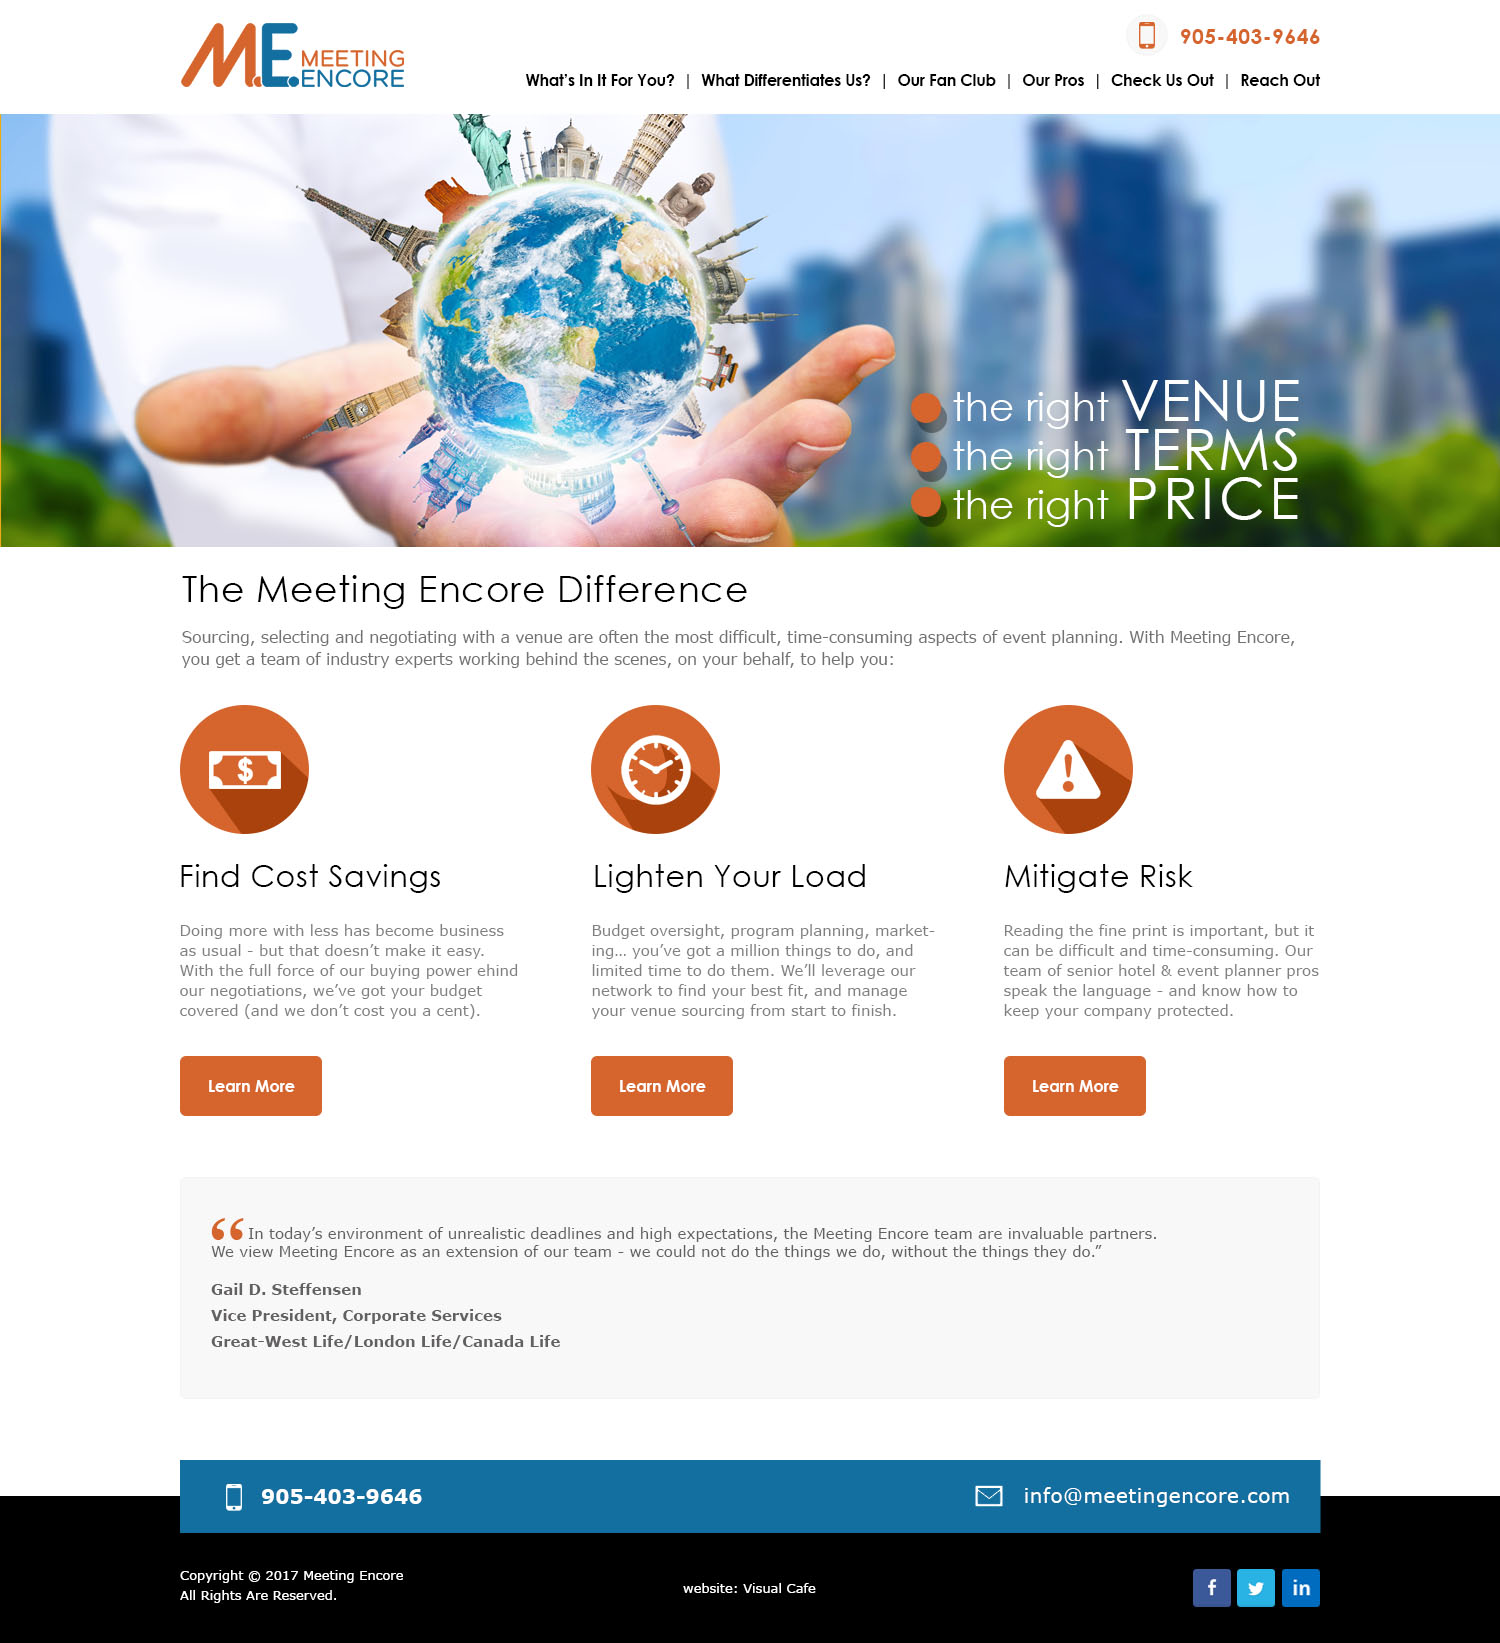 M.E. MEETING
ENCORE
905-403-9646
What's In It For You? | What Differentiates Us? | Our Fan Club | Our Pros | Check Us Out | Reach Out
the right VENUE
the right TERMS
the right PRICE
The Meeting Encore Difference
Sourcing, selecting and negotiating with a venue are often the most difficult, time-consuming aspects of event planning. With Meeting Encore,
you get a team of industry experts working behind the scenes, on your behalf, to help you:
$
Find Cost Savings
Doing more with less has become business
as usual - but that doesn't make it easy.
With the full force of our buying power ehind
our negotiations, we've got your budget
covered (and we don't cost you a cent).
Learn More
Lighten Your Load
Budget oversight, program planning, market-
ing... you've got a million things to do, and
limited time to do them. We'll leverage our
network to find your best fit, and manage
your venue sourcing from start to finish.
Learn More
!
Mitigate Risk
Reading the fine print is important, but it
can be difficult and time-consuming. Our
team of senior hotel & event planner pros
speak the language - and know how to
keep your company protected.
Learn More
“ In today's environment of unrealistic deadlines and high expectations, the Meeting Encore team are invaluable partners.
We view Meeting Encore as an extension of our team - we could not do the things we do, without the things they do.”
Gail D. Steffensen
Vice President, Corporate Services
Great-West Life/London Life/Canada Life
905-403-9646
info@meetingencore.com
Copyright © 2017 Meeting Encore
All Rights Are Reserved.
website: Visual Cafe
f
in